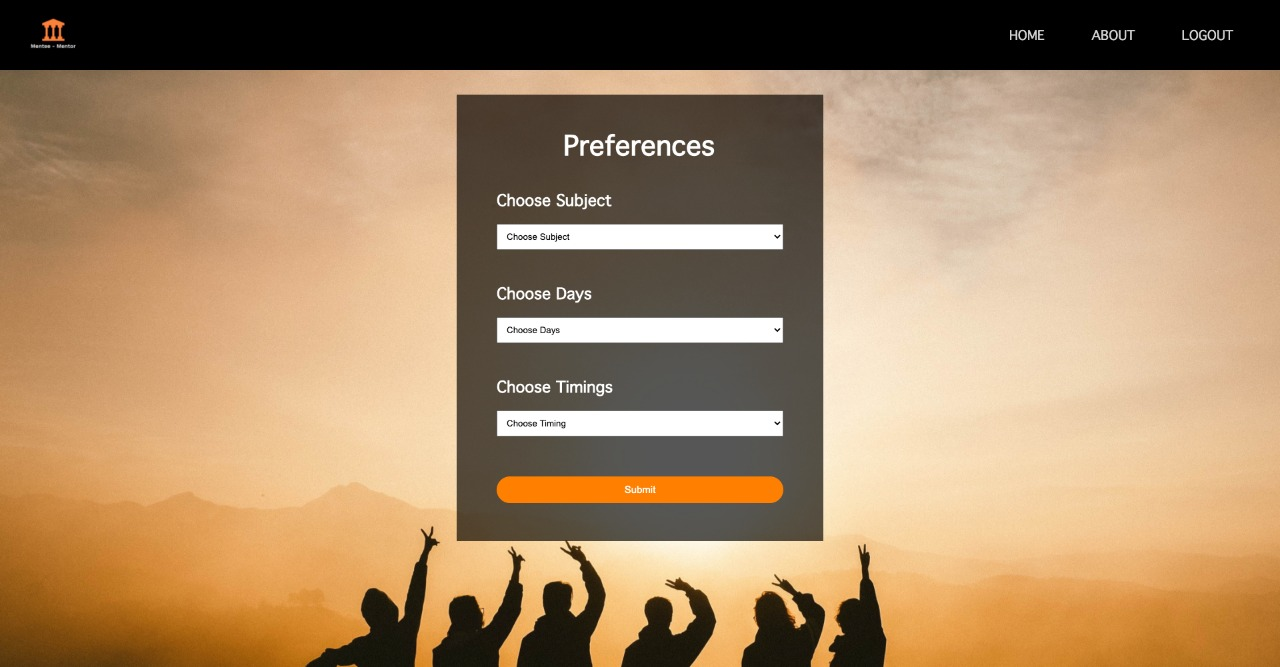 Mentee - Mentor
HOME
ABOUT
LOGOUT
Preferences
Choose Subject
Choose Subject
Choose Days
Choose Days
Choose Timings
Choose Timing
Submit